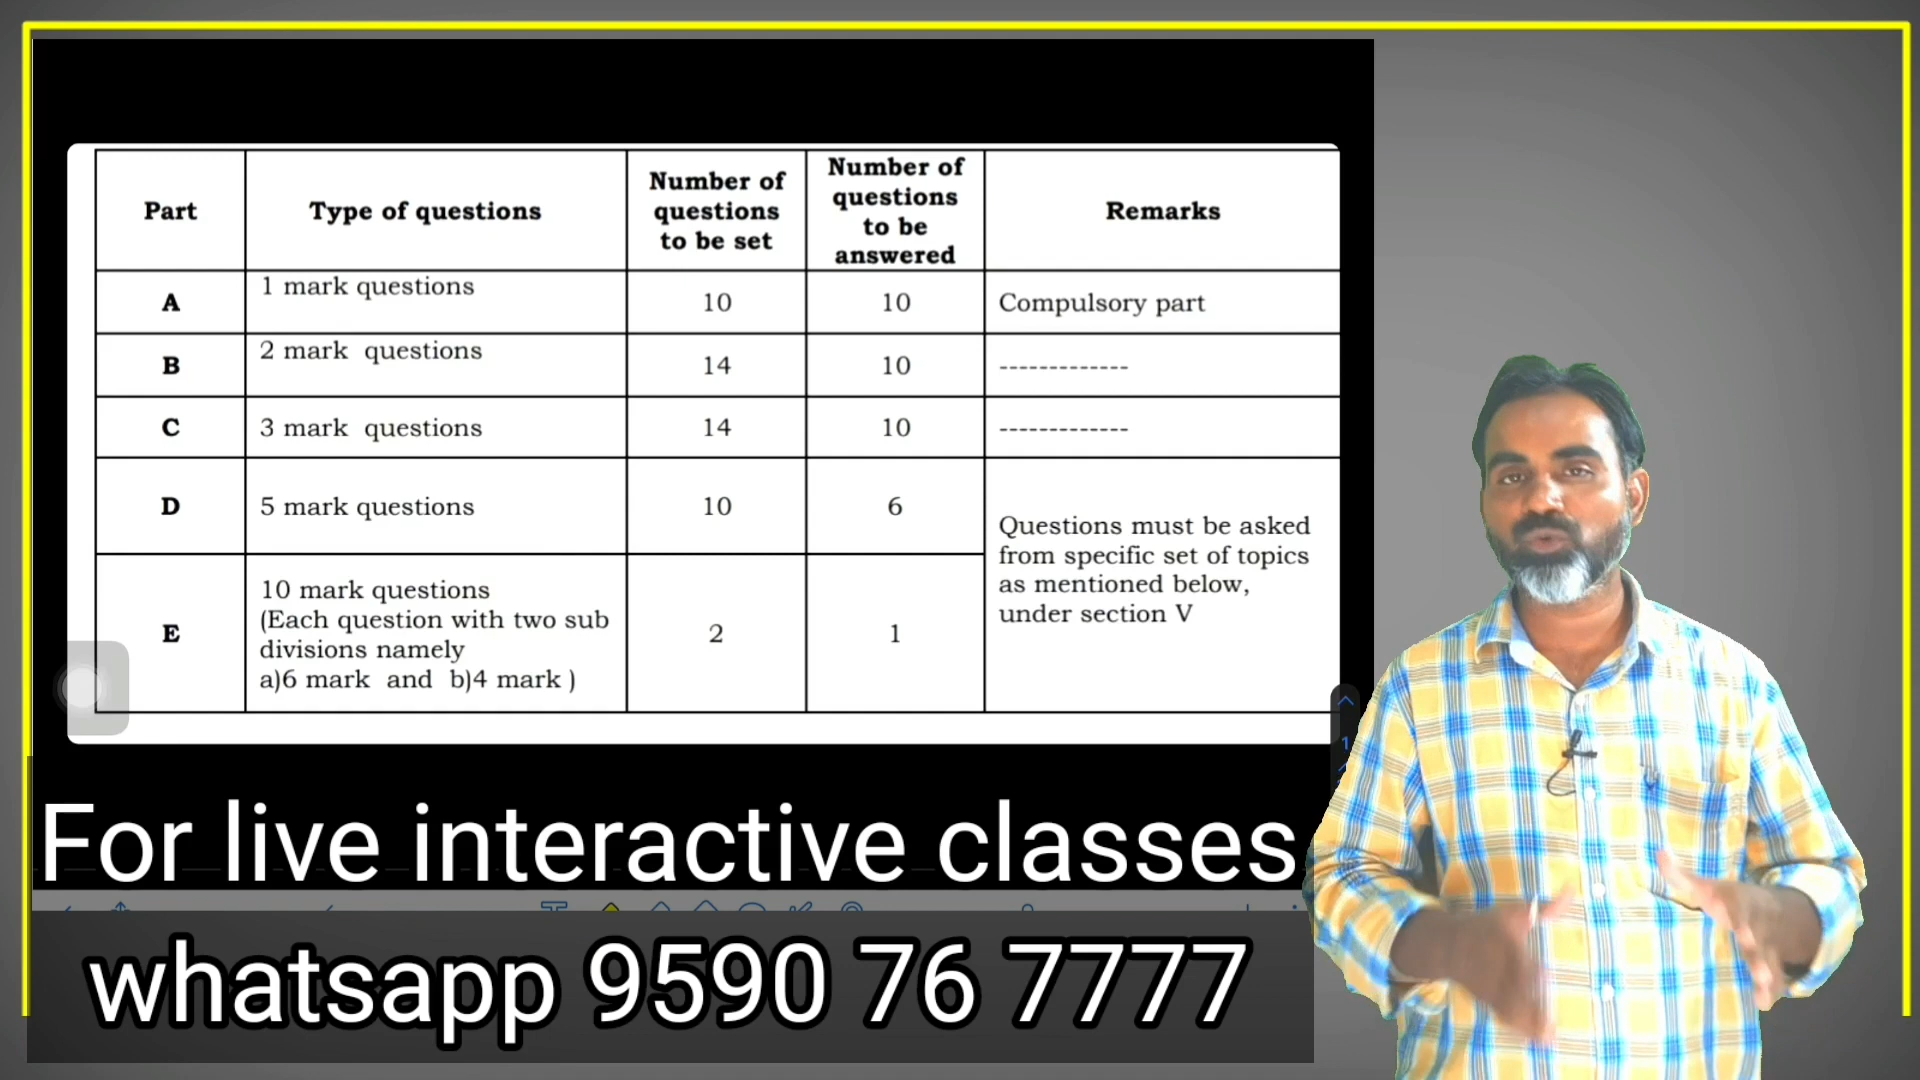 Part
Type of questions
Number of
questions
to be set
Number of
questions
to be
answered
Remarks
A
1 mark questions
10
10
Compulsory part
B
2 mark questions
14
10
-------------
C
3 mark questions
14
10
-------------
D
5 mark questions
10
6
Questions must be asked
from specific set of topics
as mentioned below,
under section V
E
10 mark questions
(Each question with two sub
divisions namely
a)6 mark and b)4 mark )
2
1
1
For live interactive classes
whatsapp 9590 76 7777